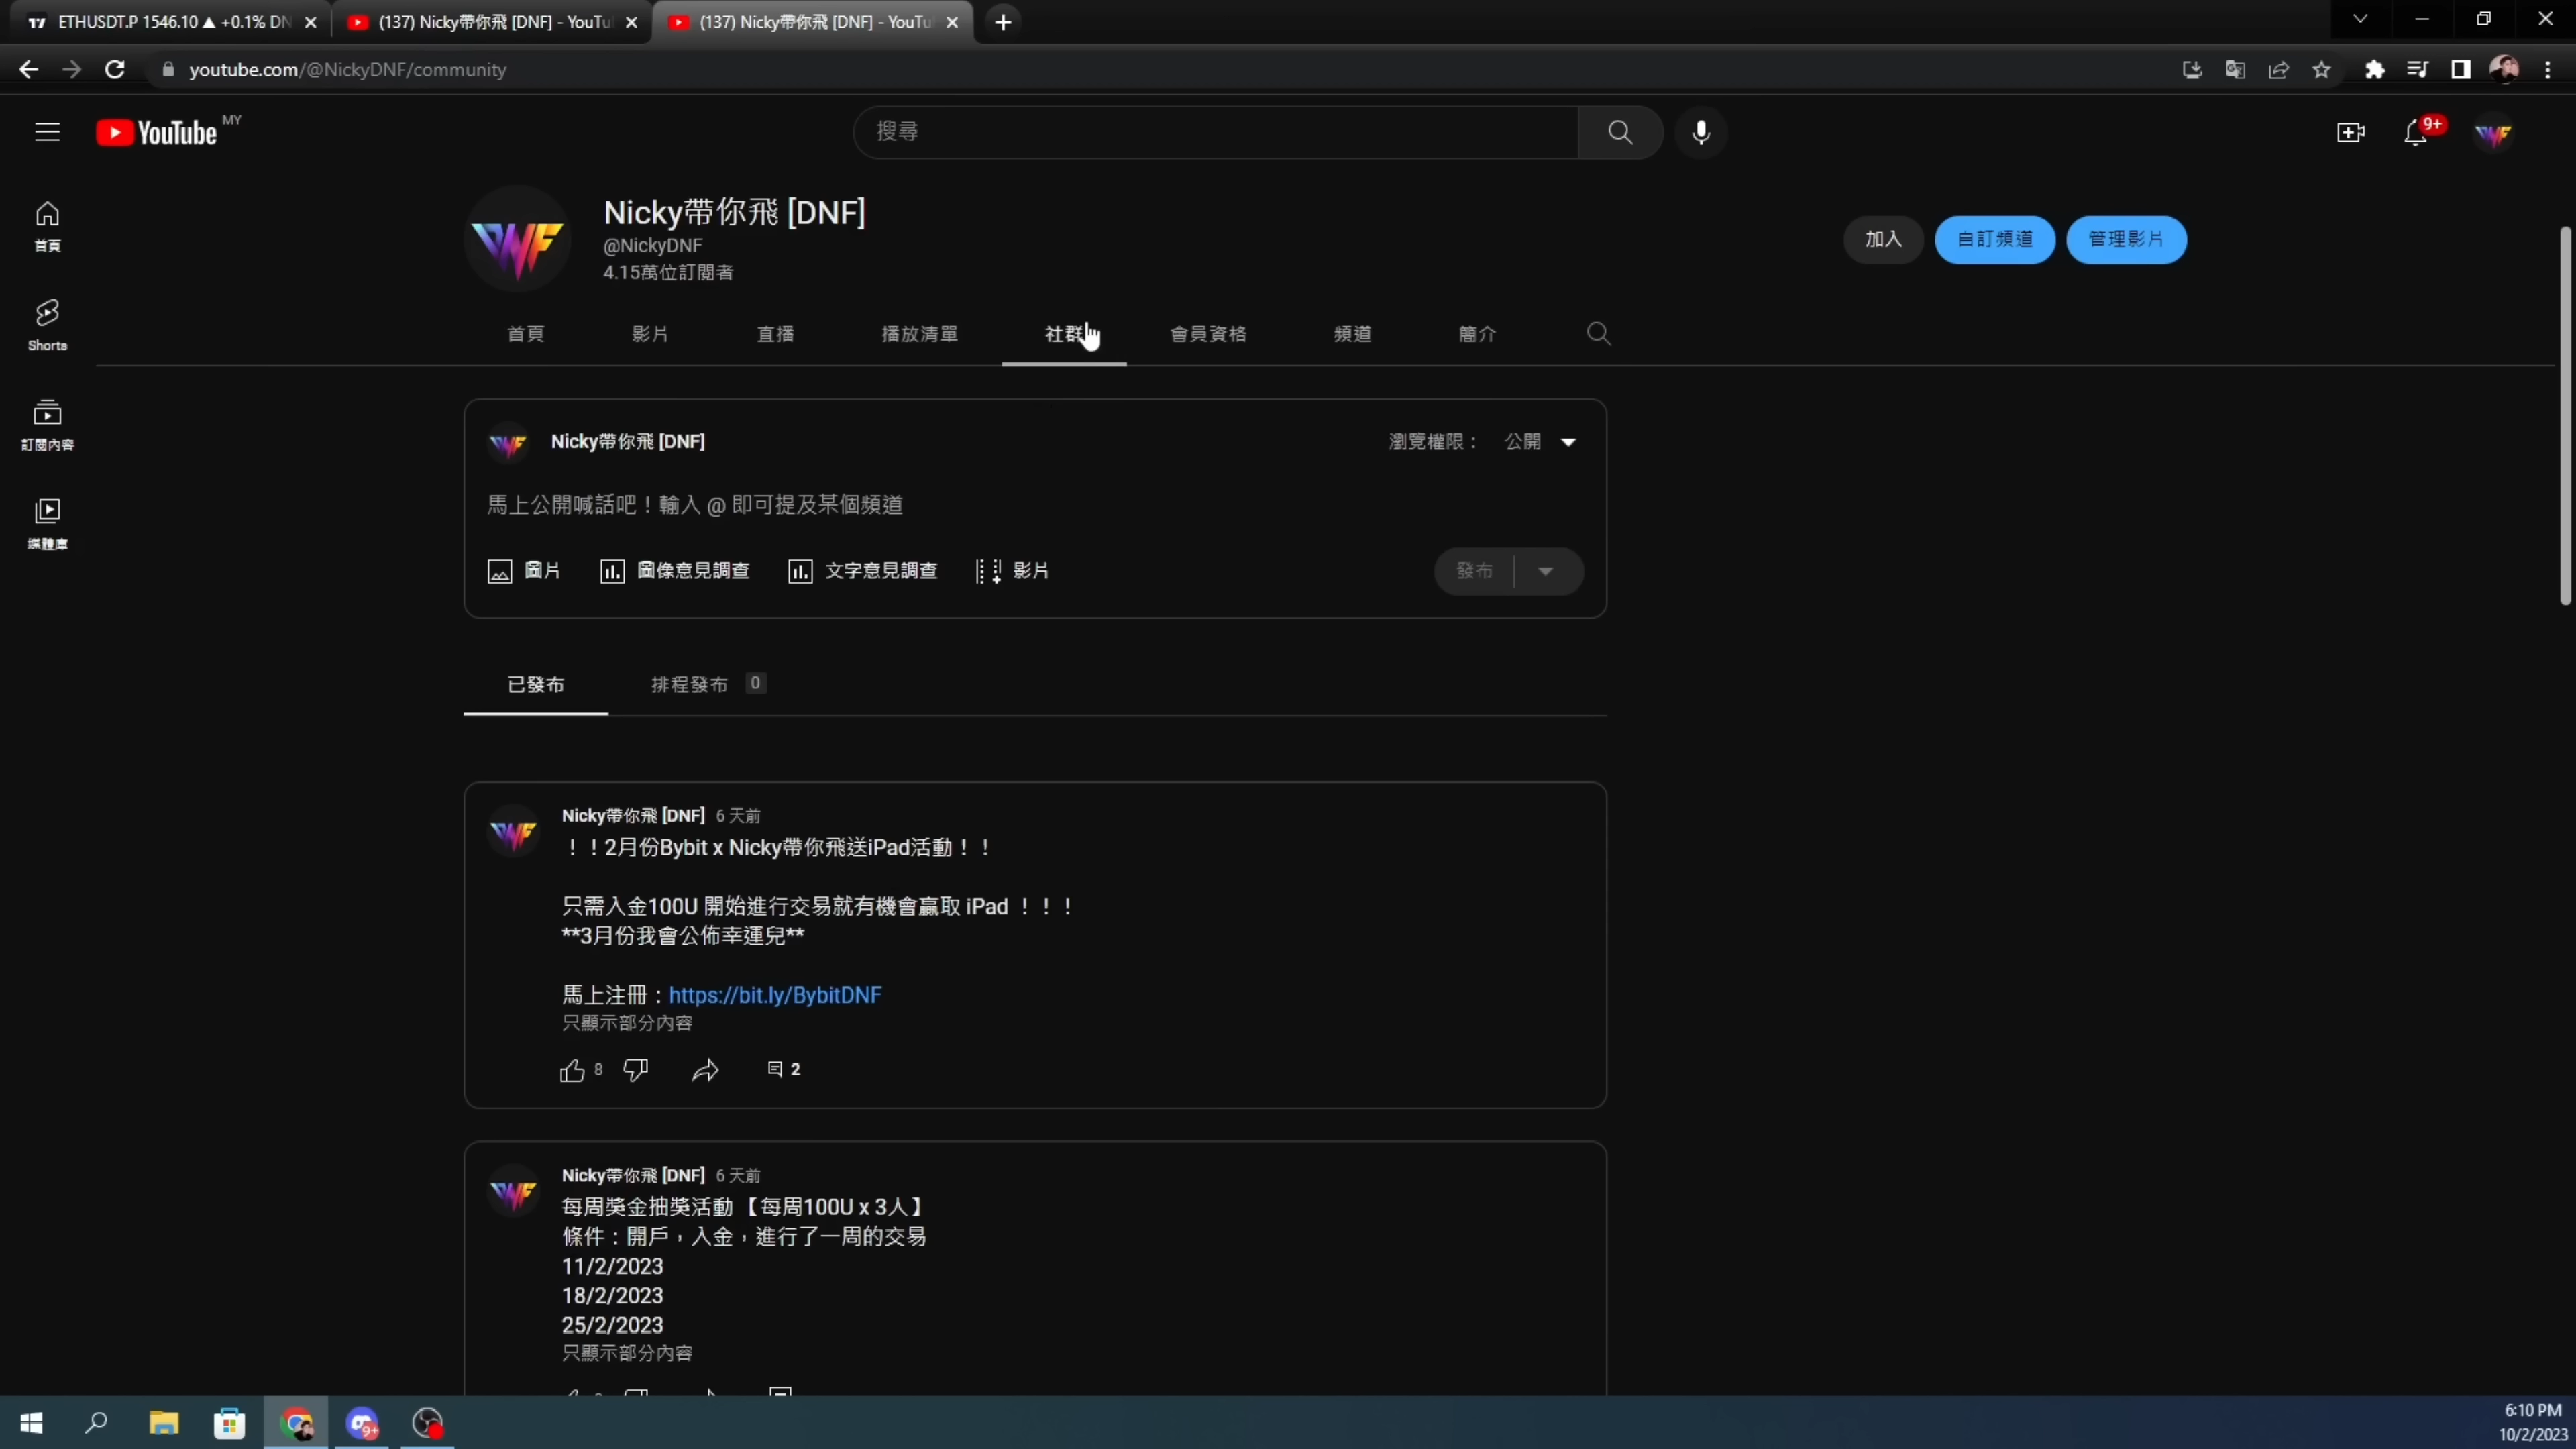 ETHUSDT.P 1546.10 ▲ +0.1% DN
(137) Nicky帶你飛 [DNF] - YouTu
(137) Nicky帶你飛 [DNF] - YouTu
youtube.com/@NickyDNF/community
YouTube MY
搜尋
9+
首頁
Shorts
訂閱內容
媒體庫
Nicky帶你飛 [DNF]
@NickyDNF
4.15萬位訂閱者
加入
自訂頻道
管理影片
首頁
影片
直播
播放清單
社群
會員資格
頻道
簡介
Nicky帶你飛 [DNF]
瀏覽權限： 公開
馬上公開喊話吧！輸入 @ 即可提及某個頻道
圖片
圖像意見調查
文字意見調查
影片
發布
已發布
排程發布 0
Nicky帶你飛 [DNF] 6 天前
！！2月份Bybit x Nicky帶你飛送iPad活動！！
只需入金100U 開始進行交易就有機會贏取 iPad ！！！
**3月份我會公佈幸運兒**
馬上注冊：https://bit.ly/BybitDNF
只顯示部分內容
8
2
Nicky帶你飛 [DNF] 6 天前
每周獎金抽獎活動【每周100U x 3人】
條件：開戶，入金，進行了一周的交易
11/2/2023
18/2/2023
25/2/2023
只顯示部分內容
9+
6:10 PM
10/2/2023